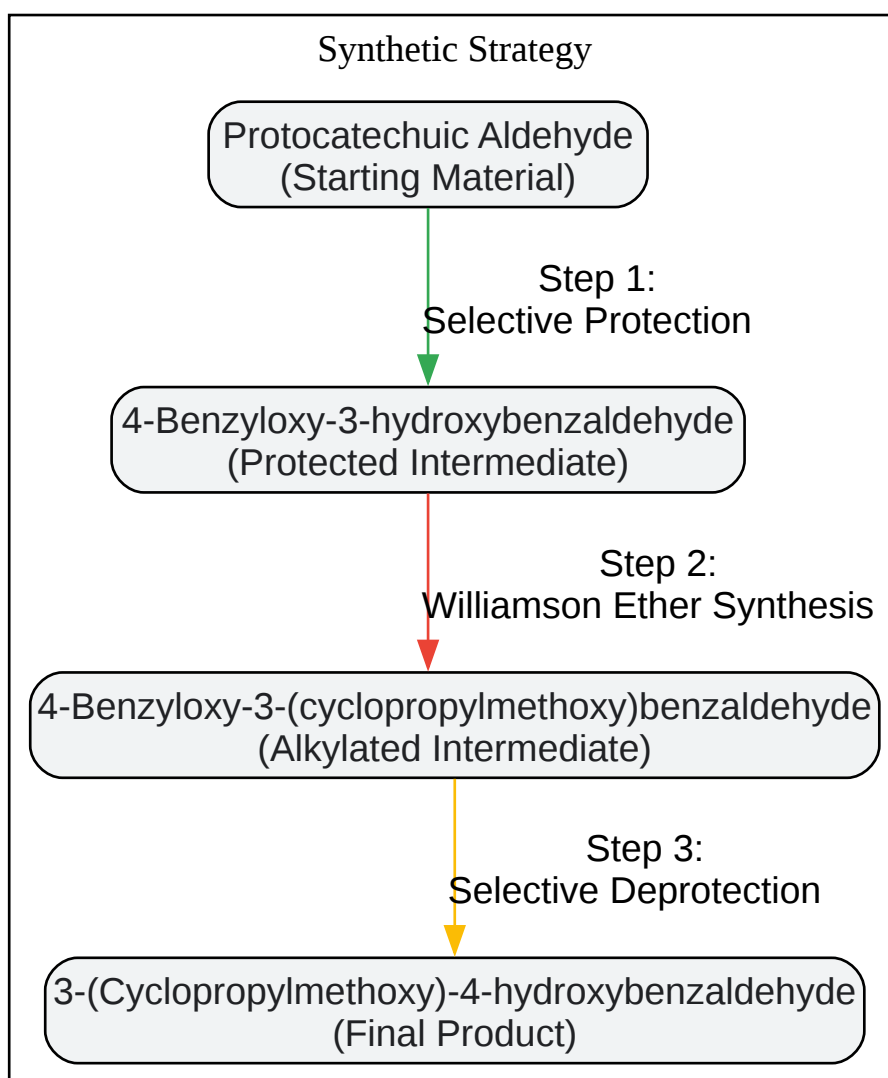 Synthetic Strategy
Protocatechuic Aldehyde
(Starting Material)
Step 1:
Selective Protection
4-Benzyloxy-3-hydroxybenzaldehyde
(Protected Intermediate)
Step 2:
Williamson Ether Synthesis
4-Benzyloxy-3-(cyclopropylmethoxy)benzaldehyde
(Alkylated Intermediate)
Step 3:
Selective Deprotection
3-(Cyclopropylmethoxy)-4-hydroxybenzaldehyde
(Final Product)